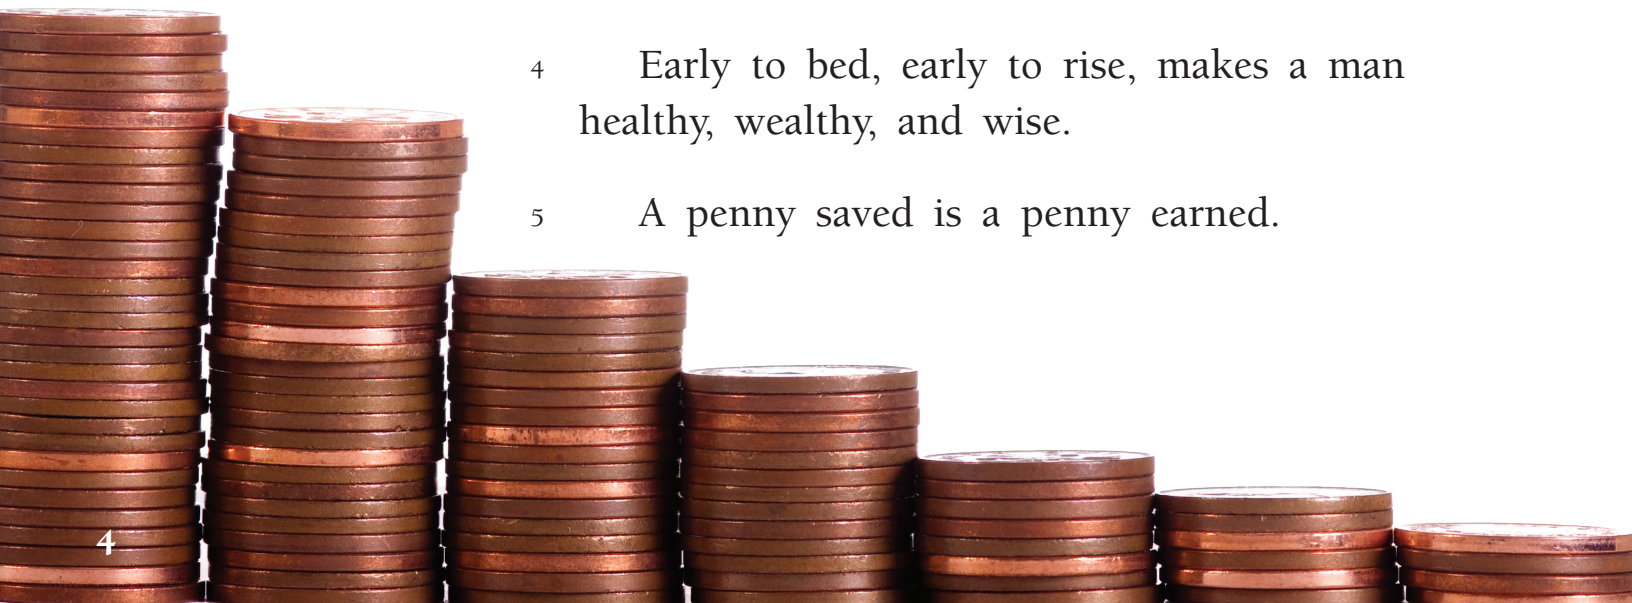 4 Early to bed, early to rise, makes a man
healthy, wealthy, and wise.
5 A penny saved is a penny earned.
4